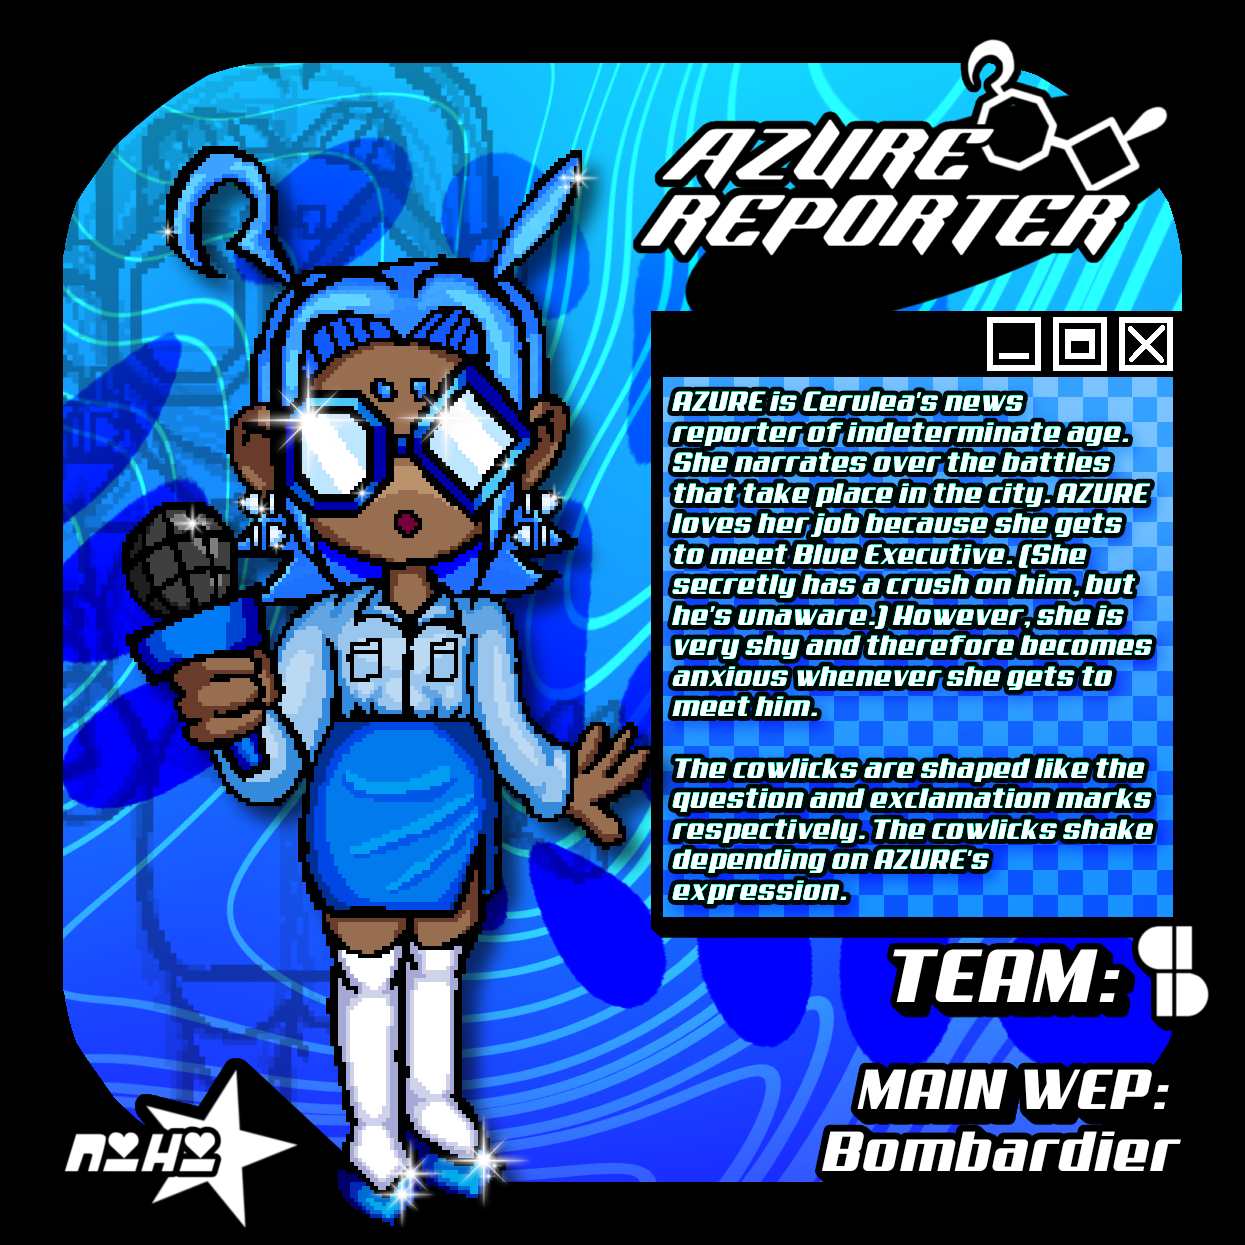 AZURE
REPORTER
AZURE is Cerulea's news
reporter of indeterminate age.
She narrates over the battles
that take place in the city. AZURE
loves her job because she gets
to meet Blue Executive. (She
secretly has a crush on him, but
he's unaware.) However, she is
very shy and therefore becomes
anxious whenever she gets to
meet him.
The cowlicks are shaped like the
question and exclamation marks
respectively. The cowlicks shake
depending on AZURE's
expression.
TEAM:
MAIN WEP:
Bombardier